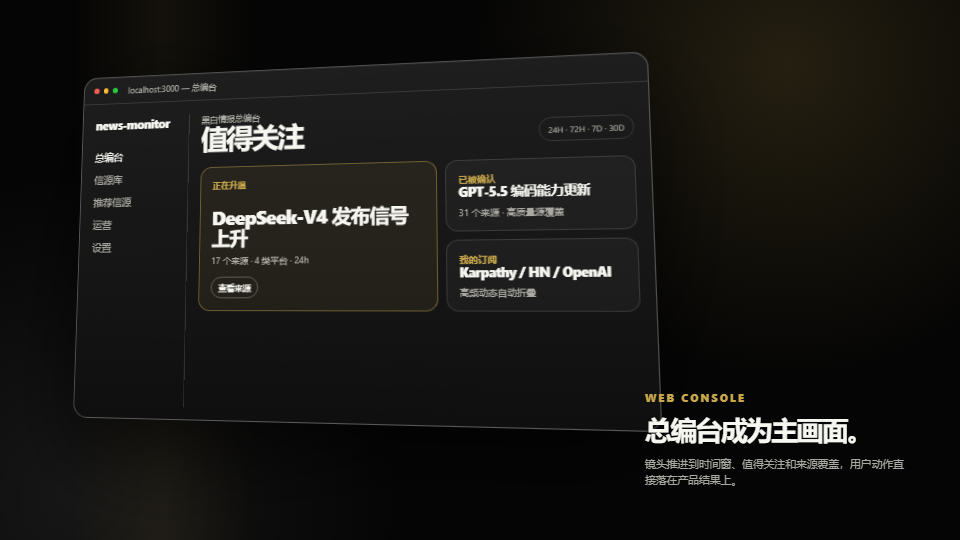 localhost:3000 — 总编台
news-monitor
总编台
信源库
推荐信源
运营
设置
黑白情报总编台
值得关注
24H · 72H · 7D · 30D
正在升温
DeepSeek-V4 发布信号
上升
17 个来源 · 4 类平台 · 24h
查看来源
已被确认
GPT-5.5 编码能力更新
31 个来源 · 高质量源覆盖
我的订阅
Karpathy / HN / OpenAI
高频动态自动折叠
WEB CONSOLE
总编台成为主画面。
镜头推进到时间窗、值得关注和来源覆盖，用户动作直
接落在产品结果上。